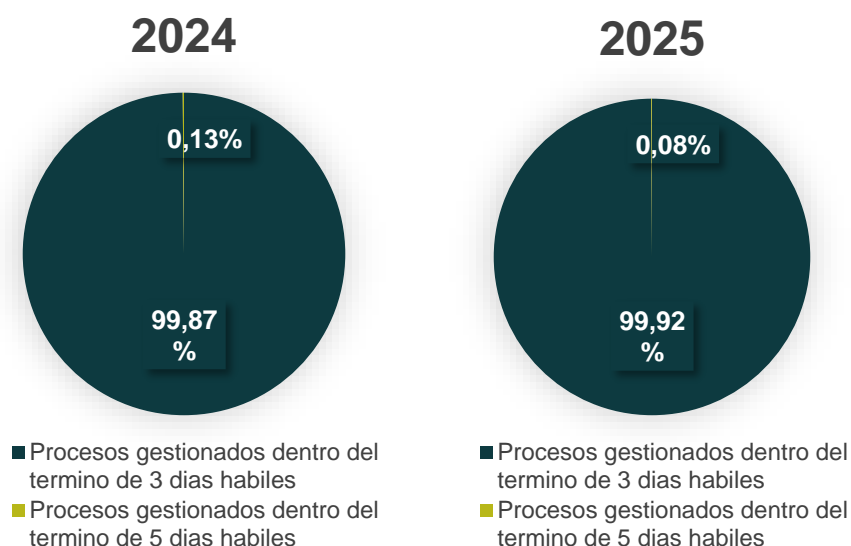 2024
0,13%
99,87
%
Procesos gestionados dentro del
termino de 3 dias habiles
Procesos gestionados dentro del
termino de 5 dias habiles
2025
0,08%
99,92
%
Procesos gestionados dentro del
termino de 3 dias habiles
Procesos gestionados dentro del
termino de 5 dias habiles